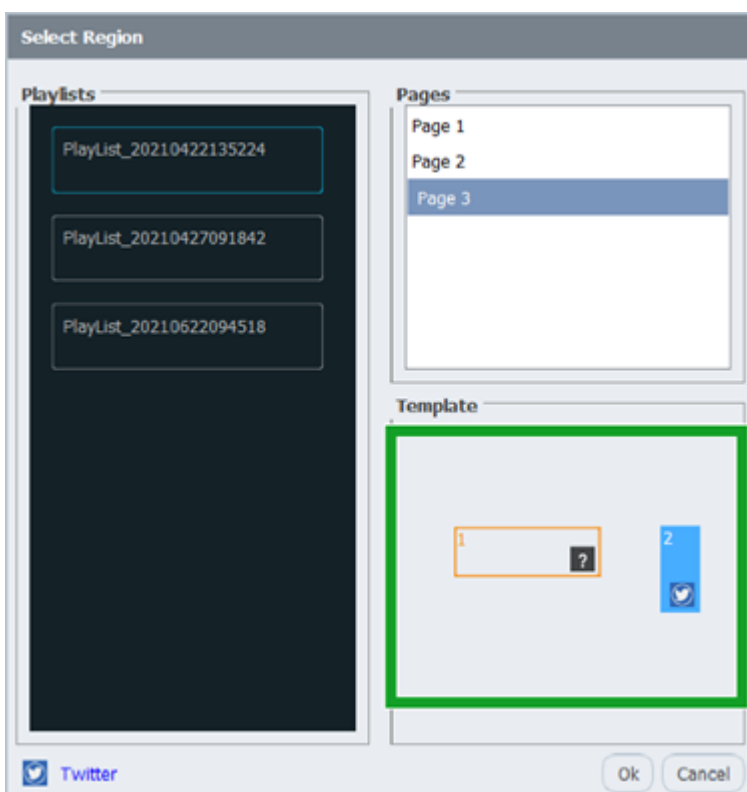 Select Region
Playlists
PlayList_20210422135224
PlayList_20210427091842
PlayList_20210622094518
Pages
Page 1
Page 2
Page 3
Template
1
?
2
Twitter
Ok
Cancel